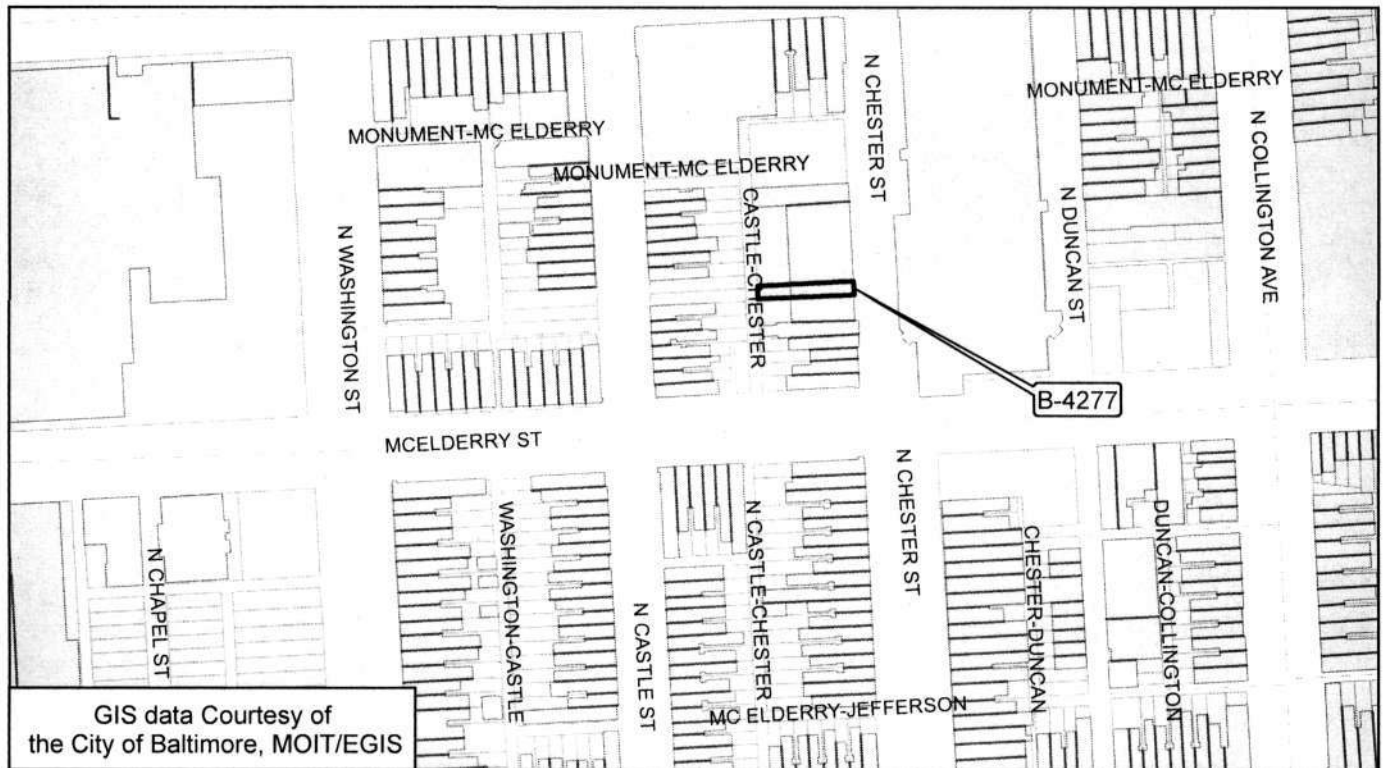 MONUMENT-MC ELDERRY
MONUMENT-MC ELDERRY
MONUMENT-MC ELDERRY
N CHESTER ST
N COLLINGTON AVE
N DUNCAN ST
CASTLE-CHESTER
N WASHINGTON ST
B-4277
MCELDERRY ST
N CHESTER ST
N CHAPEL ST
WASHINGTON-CASTLE
N CASTLE ST
N CASTLE-CHESTER
CHESTER-DUNCAN
DUNCAN-COLLINGTON
MC ELDERRY-JEFFERSON
GIS data Courtesy of
the City of Baltimore, MOIT/EGIS